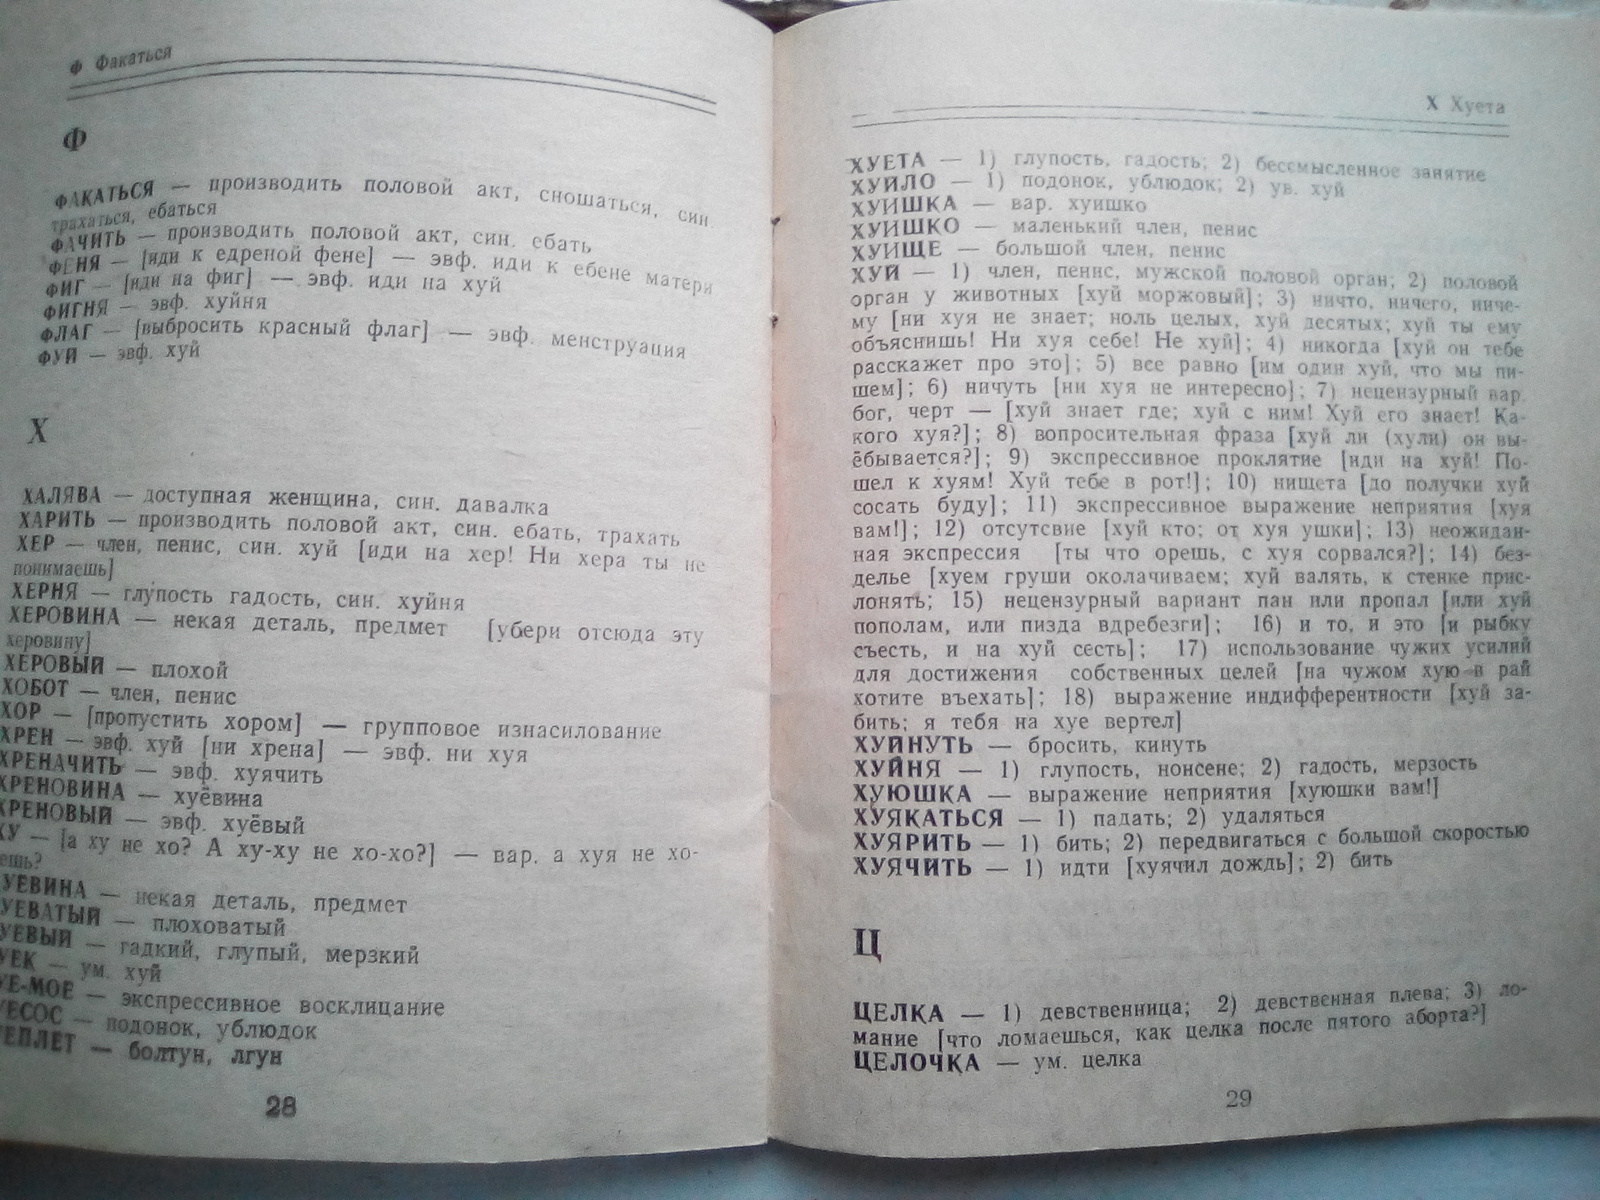 Ф Факаться
Ф
ФАКАТЬСЯ — производить половой акт, сношаться, син.
трахаться, ебаться
ФАЧИТЬ — производить половой акт, син. ебать
ФЕНЯ — [иди к едреной фене] — эвф. иди к ебене матери
ФИГ — [иди на фиг] — эвф. иди на хуй
ФИГНЯ — эвф. хуйня
ФЛАГ — [выбросить красный флаг] — эвф. менструация
ФУЙ — эвф. хуй
Х
ХАЛЯВА — доступная женщина, син. давалка
ХАРИТЬ — производить половой акт, син. ебать, трахать
ХЕР — член, пенис, син. хуй [иди на хер! Ни хера ты не
понимаешь]
ХЕРНЯ — глупость гадость, син. хуйня
ХЕРОВИНА — некая деталь, предмет [убери отсюда эту
херовину]
ХЕРОВЫЙ — плохой
ХОБОТ — член, пенис
ХОР — [пропустить хором] — групповое изнасилование
ХРЕН — эвф. хуй [ни хрена] — эвф. ни хуя
ХРЕНАЧИТЬ — эвф. хуячить
ХРЕНОВИНА — хуёвина
ХРЕНОВЫЙ — эвф. хуёвый
ХУ — [а ху не хо? А ху-ху не хо-хо?] — вар. а хуя не хо-
ешь?
УЕВИНА — некая деталь, предмет
УЕВАТЫЙ — плоховатый
УЕВЫЙ — гадкий, глупый, мерзкий
УЕК — ум. хуй
УЕ-МОЕ — экспрессивное восклицание
УЕСОС — подонок, ублюдок
ЕПЛЕТ — болтун, лгун
28
Х Хуета
ХУЕТА — 1) глупость, гадость; 2) бессмысленное занятие
ХУЙЛО — 1) подонок, ублюдок; 2) ув. хуй
ХУИШКА — вар. хуишко
ХУИШКО — маленький член, пенис
ХУИЩЕ — большой член, пенис
ХУЙ — 1) член, пенис, мужской половой орган; 2) половой
орган у животных [хуй моржовый]; 3) ничто, ничего, ниче-
му [ни хуя не знает; ноль целых, хуй десятых; хуй ты ему
объяснишь! Ни хуя себе! Не хуй]; 4) никогда [хуй он тебе
расскажет про это]; 5) все равно [им один хуй, что мы пи-
шем]; 6) ничуть [ни хуя не интересно]; 7) нецензурный вар.
бог, черт — [хуй знает где; хуй с ним! Хуй его знает! Ка-
кого хуя?]; 8) вопросительная фраза [хуй ли (хули) он вы-
ёбывается?]; 9) экспрессивное проклятие [иди на хуй! По-
шел к хуям! Хуй тебе в рот!]; 10) нищета [до получки хуй
сосать буду]; 11) экспрессивное выражение неприятия [хуя
вам!]; 12) отсутсвие [хуй кто; от хуя ушки]; 13) неожидан-
ная экспрессия [ты что орешь, с хуя сорвался?]; 14) без-
делье [хуем груши околачиваем; хуй валять, к стенке прис-
лонять; 15) нецензурный вариант пан или пропал [или хуй
пополам, или пизда вдребезги]; 16) и то, и это [и рыбку
съесть, и на хуй сесть]; 17) использование чужих усилий
для достижения собственных целей [на чужом хую в рай
хотите въехать]; 18) выражение индифферентности [хуй за-
бить; я тебя на хуе вертел]
ХУЙНУТЬ — бросить, кинуть
ХУЙНЯ — 1) глупость, нонсене; 2) гадость, мерзость
ХУЮШКА — выражение неприятия [хуюшки вам!]
ХУЯКАТЬСЯ — 1) падать; 2) удаляться
ХУЯРИТЬ — 1) бить; 2) передвигаться с большой скоростью
ХУЯЧИТЬ — 1) идти [хуячил дождь]; 2) бить
Ц
ЦЕЛКА — 1) девственница; 2) девственная плева; 3) ло-
мание [что ломаешься, как целка после пятого аборта?]
ЦЕЛОЧКА — ум. целка
29